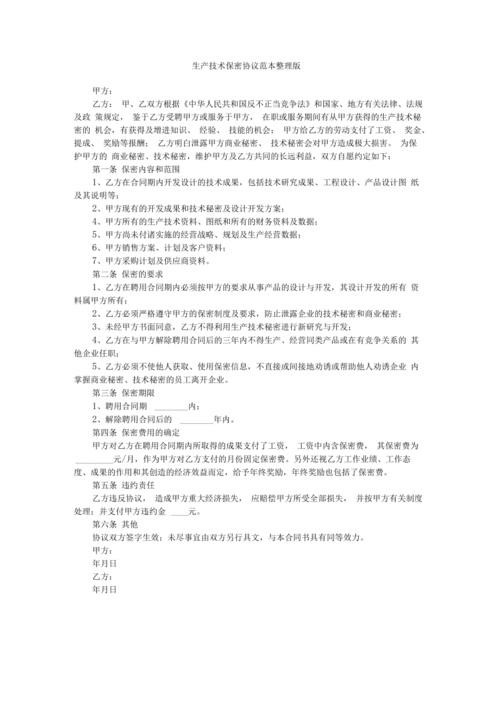 生产技术保密协议范本整理版
甲方：
乙方： 甲、乙双方根据《中华人民共和国反不正当竞争法》和国家、地方有关法律、法规
及政 策规定， 鉴于乙方受聘甲方或服务于甲方， 在职或服务期间有从甲方获得的生产技术秘
密的 机会，有获得及增进知识、 经验、 技能的机会； 甲方给乙方的劳动支付了工资、 奖金、
提成、 奖励等报酬； 乙方明白泄露甲方商业秘密、 技术秘密会对甲方造成极大损害。 为保
护甲方的 商业秘密、技术秘密，维护甲方及乙方共同的长远利益，双方自愿约定如下：
第一条 保密内容和范围
1、乙方在合同期内开发设计的技术成果，包括技术研究成果、工程设计、产品设计图 纸
及其说明等；
2、甲方现有的开发成果和技术秘密及设计开发方案；
4、甲方所有的生产技术资料、图纸和所有的财务资料及数据；
5、甲方尚未付诸实施的经营战略、规划及生产经营数据；
6、甲方销售方案、计划及客户资料；
7、甲方采购计划及供应商资料。
第二条 保密的要求
1、乙方在聘用合同期内必须按甲方的要求从事产品的设计与开发，其设计开发的所有 资
料属甲方所有；
2、乙方必须严格遵守甲方的保密制度及要求，防止泄露企业的技术秘密和商业秘密；
3、未经甲方书面同意，乙方不得利用生产技术秘密进行新研究与开发；
4、乙方在与甲方解除聘用合同后的三年内不得生产、经营同类产品或在有竞争关系的 其
他企业任职；
5、乙方必须不使他人获取、使用保密信息，不直接或间接地劝诱或帮助他人劝诱企业 内
掌握商业秘密、技术秘密的员工离开企业。
第三条 保密期限
1、聘用合同期 _______内；
2、解除聘用合同后的 _______年内。
第四条 保密费用的确定
甲方对乙方在聘用合同期内所取得的成果支付了工资， 工资中内含保密费， 其保密费为
________元/月，作为甲方对乙方支付的月份固定保密费。另外还视乙方工作业绩、工作态
度、成果的作用和其创造的经济效益而定，给予年终奖励，年终奖励也包括了保密费。
第五条 违约责任
乙方违反协议， 造成甲方重大经济损失， 应赔偿甲方所受全部损失， 并按甲方有关制度
处理；并支付甲方违约金 ____元。
第六条 其他
协议双方签字生效；未尽事宜由双方另行具文，与本合同书具有同等效力。
甲方：
年月日
乙方：
年月日